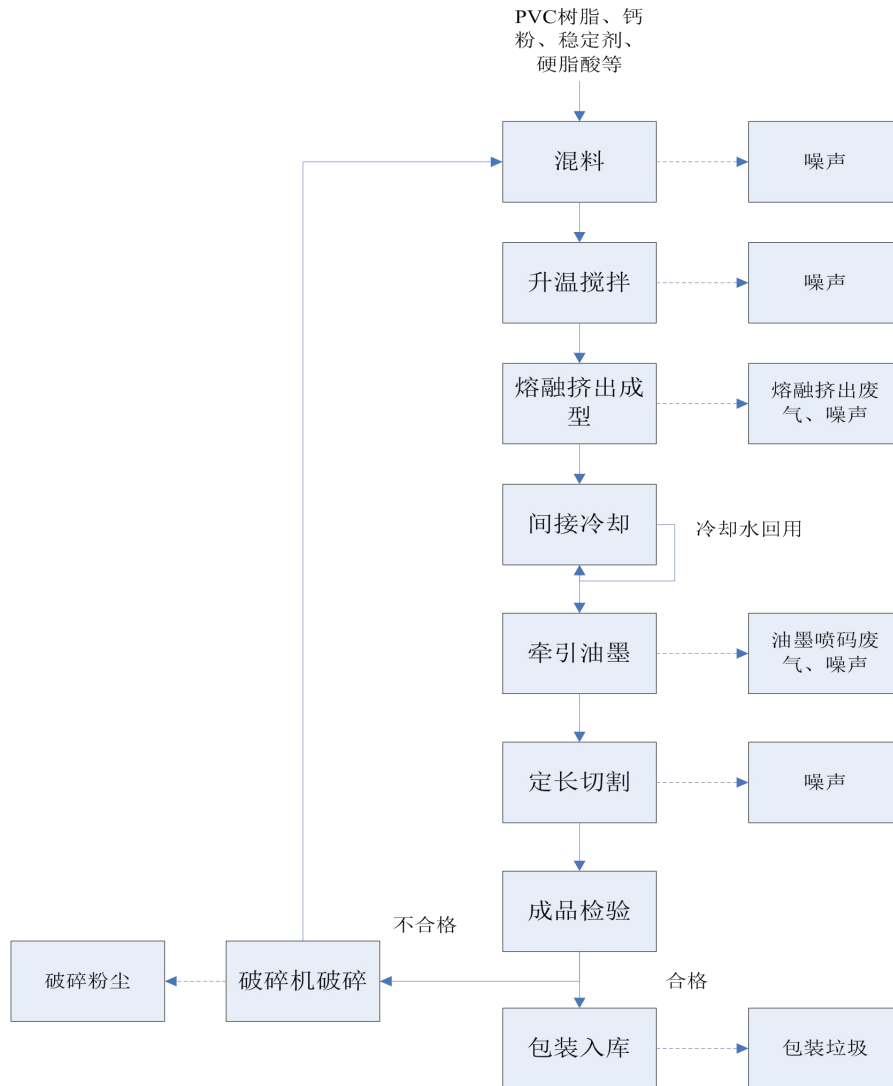 PVC树脂、钙
粉、稳定剂、
硬脂酸等
混料
噪声
升温搅拌
噪声
熔融挤出成
型
熔融挤出废
气、噪声
间接冷却
冷却水回用
牵引油墨
油墨喷码废
气、噪声
定长切割
噪声
成品检验
不合格
破碎粉尘
破碎机破碎
合格
包装入库
包装垃圾